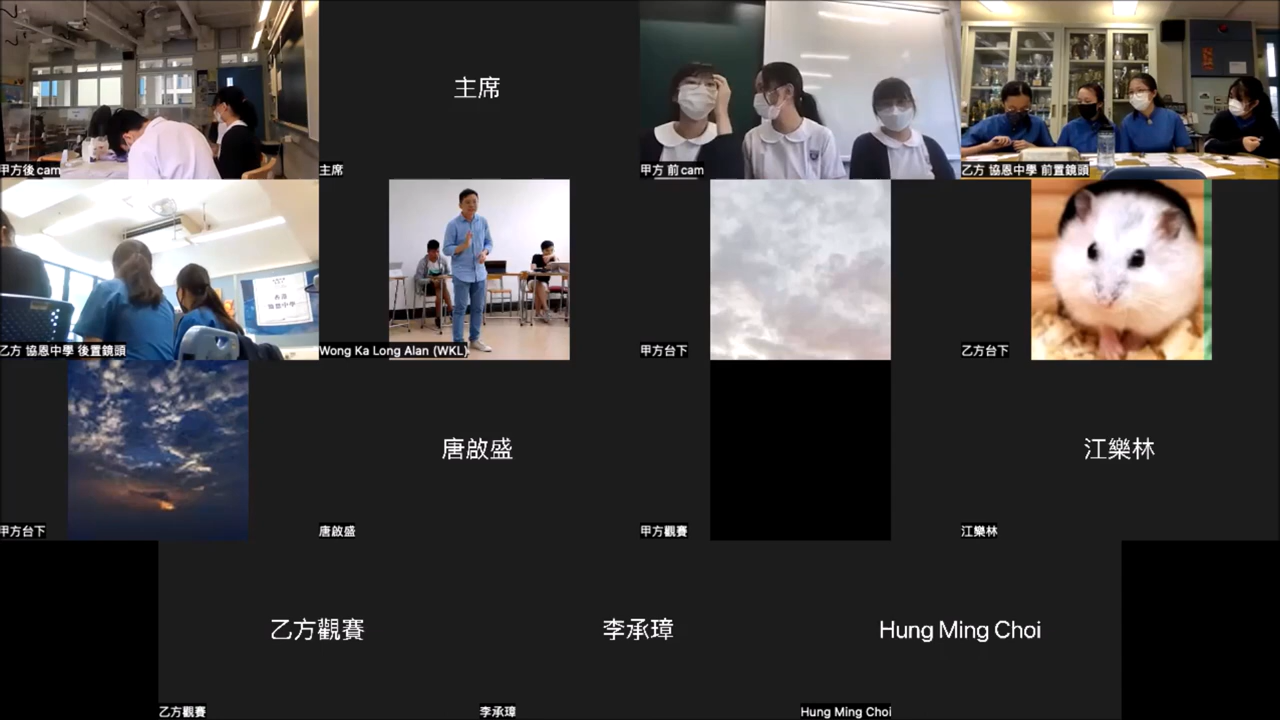 主席
甲方後cam
主席
甲方 前cam
乙方 協恩中學 前置鏡頭
協恩中學
乙方 協恩中學 後置鏡頭
Wong Ka Long Alan (WKL)
甲方台下
乙方台下
唐啟盛
江樂林
甲方台下
唐啟盛
甲方觀賽
江樂林
乙方觀賽
李承璋
Hung Ming Choi
乙方觀賽
李承璋
Hung Ming Choi